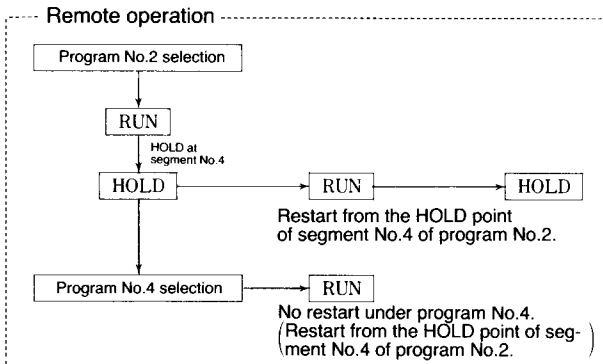 Remote operation
Program No.2 selection
RUN
HOLD at
segment No.4
HOLD
RUN
HOLD
Restart from the HOLD point
of segment No.4 of program No.2.
Program No.4 selection
RUN
No restart under program No.4.
(Restart from the HOLD point of seg-
ment No.4 of program No.2.)